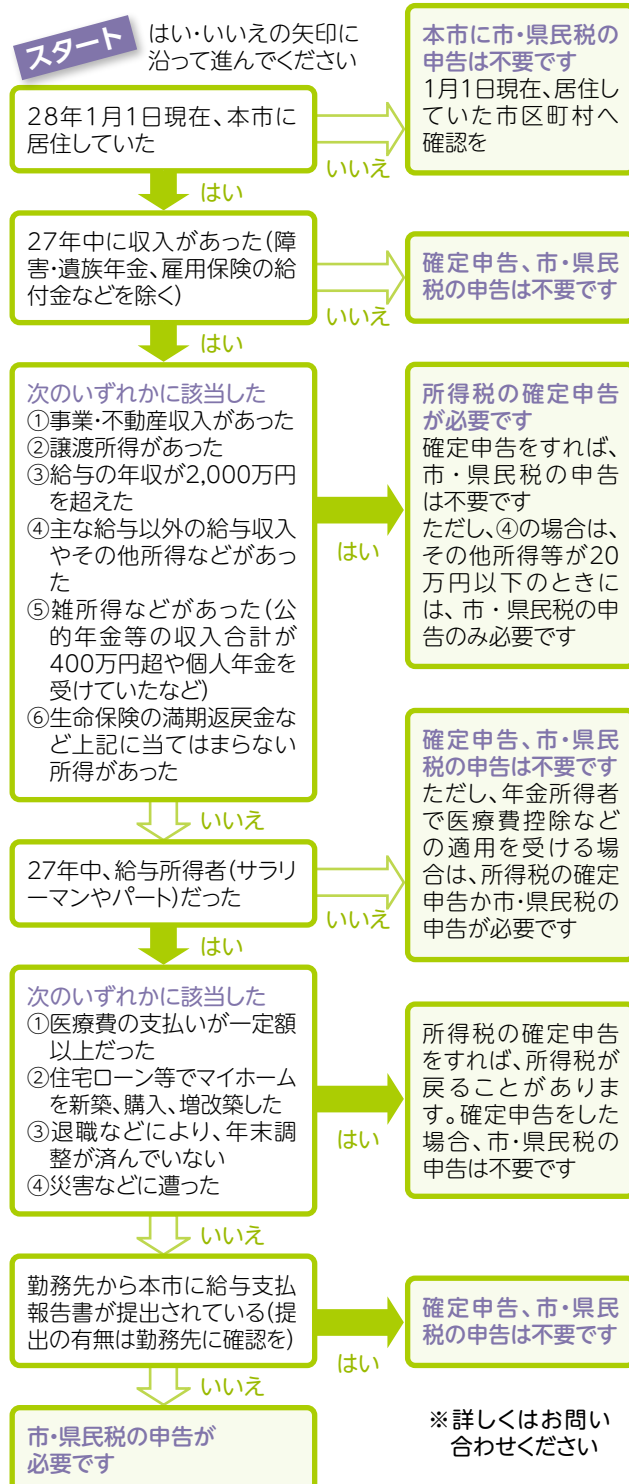 スタート
はい・いいえの矢印に
沿って進んでください
28年1月1日現在、本市に
居住していた
いいえ
本市に市・県民税の
申告は不要です
1月1日現在、居住し
ていた市区町村へ
確認を
はい
27年中に収入があった(障
害・遺族年金、雇用保険の給
付金などを除く)
いいえ
確定申告、市・県民
税の申告は不要です
はい
次のいずれかに該当した
①事業・不動産収入があった
②譲渡所得があった
③給与の年収が2,000万円
を超えた
④主な給与以外の給与収入
やその他所得などがあっ
た
⑤雑所得などがあった(公
的年金等の収入合計が
400万円超や個人年金を
受けていたなど)
⑥生命保険の満期返戻金な
ど上記に当てはまらない
所得があった
はい
所得税の確定申告
が必要です
確定申告をすれば、
市・県民税の申告
は不要です
ただし、④の場合は、
その他所得等が20
万円以下のときに
は、市・県民税の申
告のみ必要です
いいえ
27年中、給与所得者(サラリ
ーマンやパート)だった
いいえ
確定申告、市・県民
税の申告は不要です
ただし、年金所得者
で医療費控除など
の適用を受ける場
合は、所得税の確定
申告か市・県民税の
申告が必要です
はい
次のいずれかに該当した
①医療費の支払いが一定額
以上だった
②住宅ローン等でマイホーム
を新築、購入、増改築した
③退職などにより、年末調
整が済んでいない
④災害などに遭った
はい
所得税の確定申告
をすれば、所得税が
戻ることがありま
す。確定申告をした
場合、市・県民税の
申告は不要です
いいえ
勤務先から本市に給与支払
報告書が提出されている(提
出の有無は勤務先に確認を)
はい
確定申告、市・県民
税の申告は不要です
いいえ
市・県民税の申告が
必要です
※詳しくはお問い
合わせください